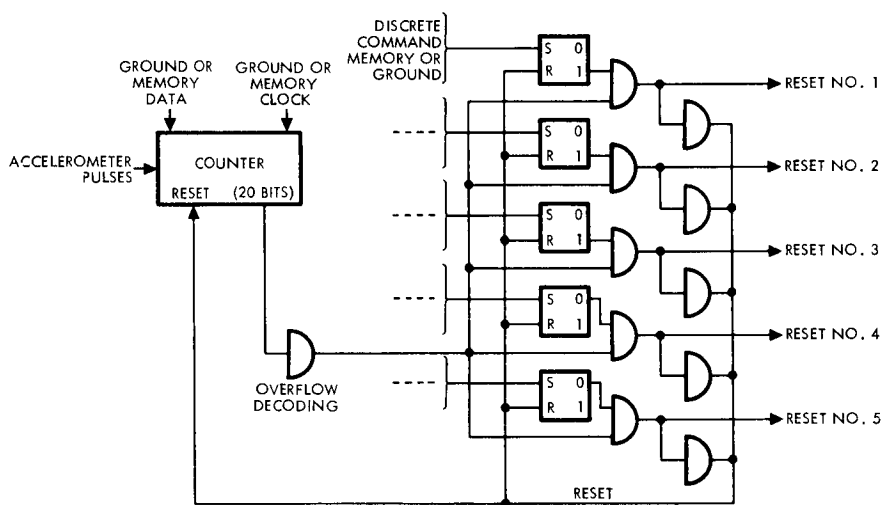 DISCRETE
COMMAND
MEMORY OR
GROUND
GROUND OR
MEMORY
DATA
GROUND OR
MEMORY
CLOCK
ACCELEROMETER
PULSES
COUNTER
RESET (20 BITS)
OVERFLOW
DECODING
S 0
R 1
RESET NO. 1
S 0
R 1
RESET NO. 2
S 0
R 1
RESET NO. 3
S 0
R 1
RESET NO. 4
S 0
R 1
RESET NO. 5
RESET